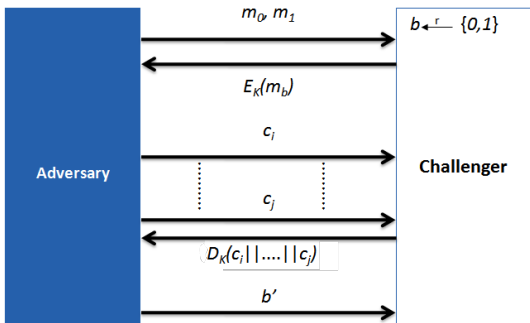 m0, m1
b ←r {0,1}
EK(mb)
ci
Adversary
Challenger
cj
DK(ci||....||cj)
b'